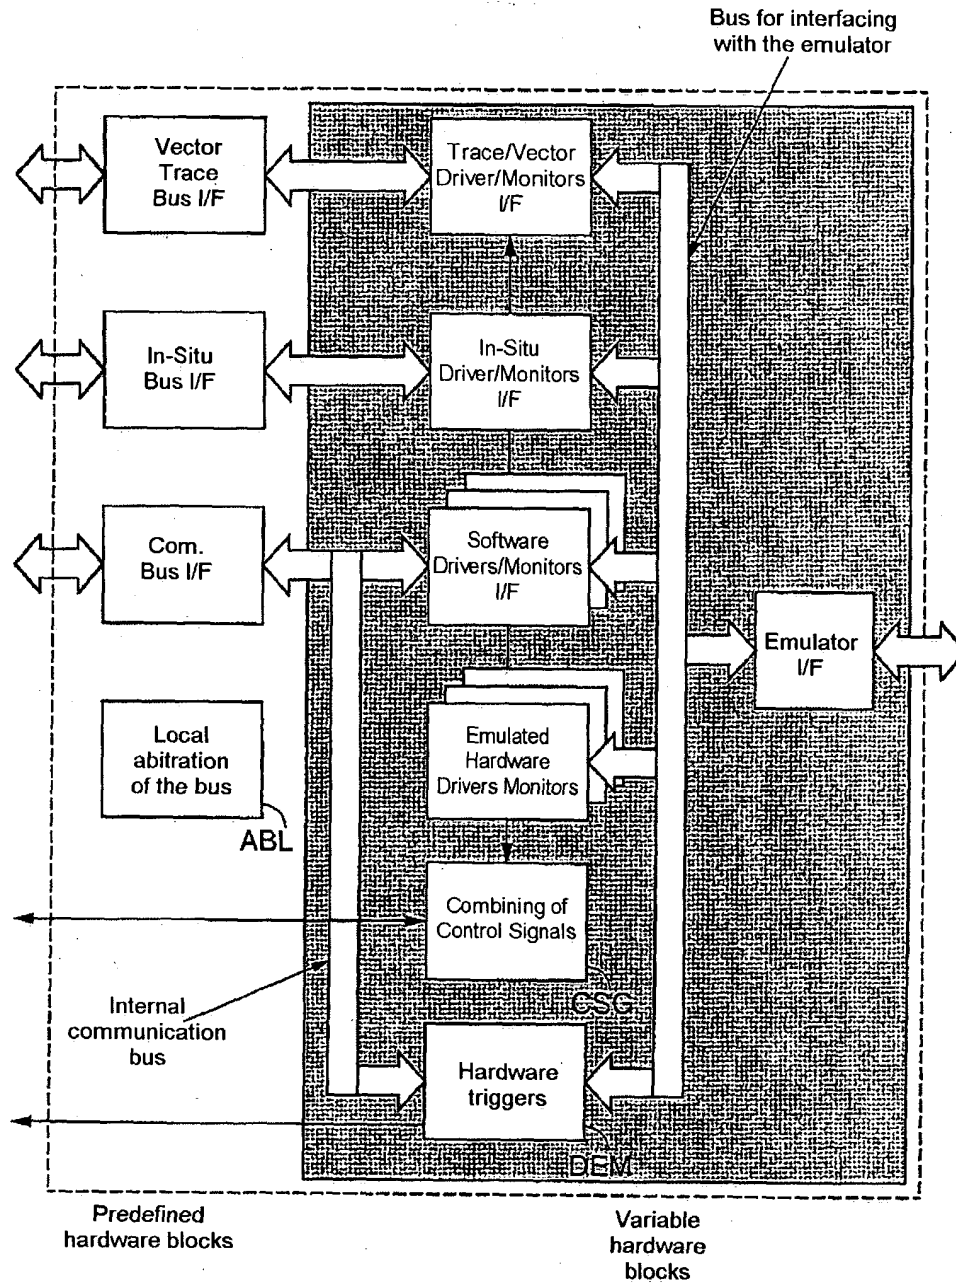 Bus for interfacing
with the emulator
Vector
Trace
Bus I/F
Trace/Vector
Driver/Monitors
I/F
In-Situ
Bus I/F
In-Situ
Driver/Monitors
I/F
Com.
Bus I/F
Software
Drivers/Monitors
I/F
Emulator
I/F
Local
abitration
of the bus
ABL
Emulated
Hardware
Drivers Monitors
Combining of
Control Signals
CSG
Internal
communication
bus
Hardware
triggers
DEM
Predefined
hardware blocks
Variable
hardware
blocks